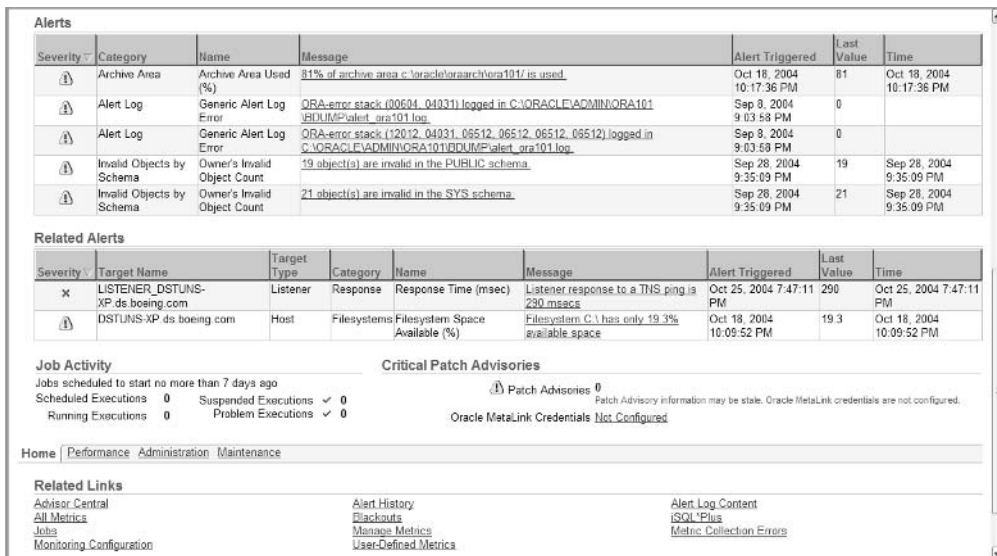 Alerts
Severity Category Name Message Alert Triggered Last Value Time
Archive Area Archive Area Used (%) 81% of archive area c:\oracle\oraarch\ora101/ is used. Oct 18, 2004 10:17:36 PM 81 Oct 18, 2004 10:17:36 PM
Alert Log Generic Alert Log Error ORA-error stack (00604, 04031) logged in C:\ORACLE\ADMIN\ORA101\BDUMP\alert_ora101.log. Sep 8, 2004 9:03:58 PM 0
Alert Log Generic Alert Log Error ORA-error stack (12012, 04031, 06512, 06512, 06512, 06512) logged in C:\ORACLE\ADMIN\ORA101\BDUMP\alert_ora101.log. Sep 8, 2004 9:03:58 PM 0
Invalid Objects by Schema Owner's Invalid Object Count 19 object(s) are invalid in the PUBLIC schema. Sep 28, 2004 9:35:09 PM 19 Sep 28, 2004 9:35:09 PM
Invalid Objects by Schema Owner's Invalid Object Count 21 object(s) are invalid in the SYS schema. Sep 28, 2004 9:35:09 PM 21 Sep 28, 2004 9:35:09 PM
Related Alerts
Severity Target Name Target Type Category Name Message Alert Triggered Last Value Time
LISTENER_DSTUNS-XP.ds.boeing.com Listener Response Response Time (msec) Listener response to a TNS ping is 290 msecs Oct 25, 2004 7:47:11 PM 290 Oct 25, 2004 7:47:11 PM
DSTUNS-XP.ds.boeing.com Host Filesystems Filesystem Space Available (%) Filesystem C:\ has only 19.3% available space Oct 18, 2004 10:09:52 PM 19.3 Oct 18, 2004 10:09:52 PM
Job Activity
Jobs scheduled to start no more than 7 days ago
Scheduled Executions 0 Suspended Executions ✓ 0
Running Executions 0 Problem Executions ✓ 0
Critical Patch Advisories
Patch Advisories 0
Patch Advisory information may be stale. Oracle MetaLink credentials are not configured.
Oracle MetaLink Credentials Not Configured
Home Performance Administration Maintenance
Related Links
Advisor Central Alert History Alert Log Content
All Metrics Blackouts iSQL*Plus
Jobs Manage Metrics Metric Collection Errors
Monitoring Configuration User-Defined Metrics